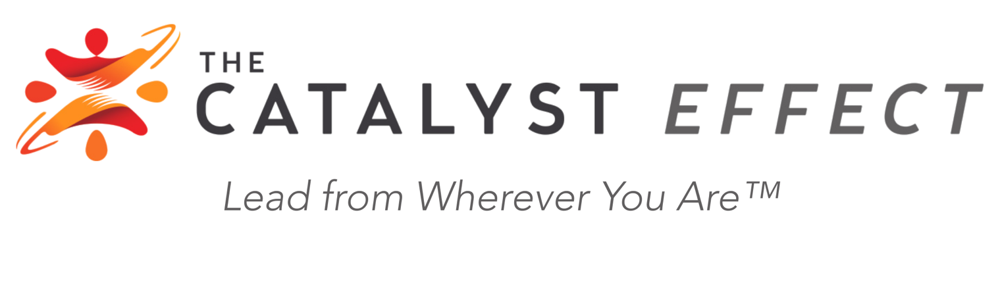 THE
CATALYST EFFECT
Lead from Wherever You Are™